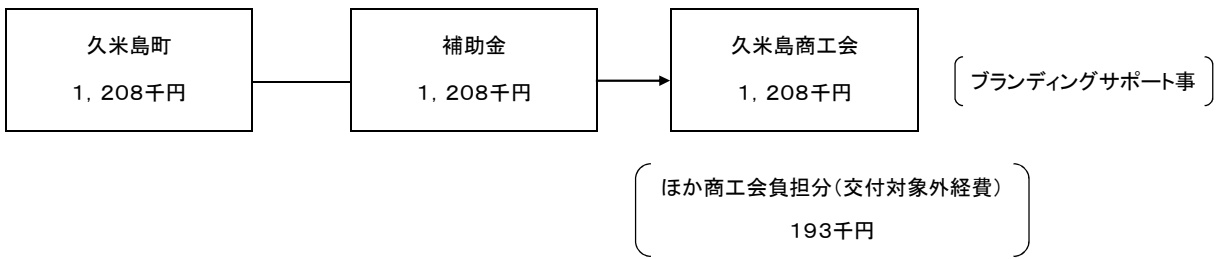 久米島町
1，208千円
補助金
1，208千円
久米島商工会
1，208千円
ブランディングサポート事
ほか商工会負担分（交付対象外経費）
193千円